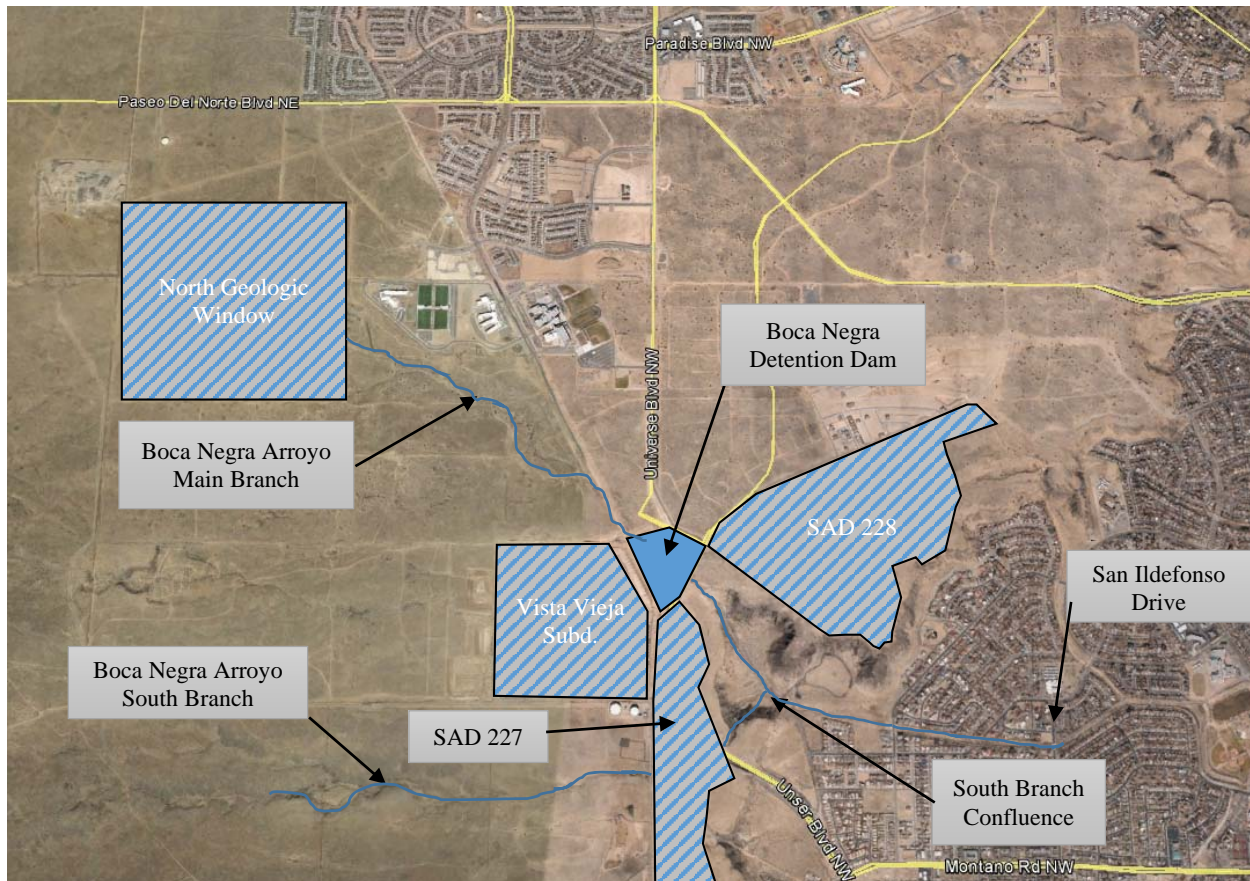 Paradise Blvd NW
Paseo Del Norte Blvd NE
North Geologic
Window
Boca Negra
Detention Dam
Universe Blvd NW
Boca Negra Arroyo
Main Branch
SAD 228
San Ildefonso
Drive
Vista Vieja
Subd.
Boca Negra Arroyo
South Branch
SAD 227
South Branch
Confluence
Unser Blvd NW
Montano Rd NW